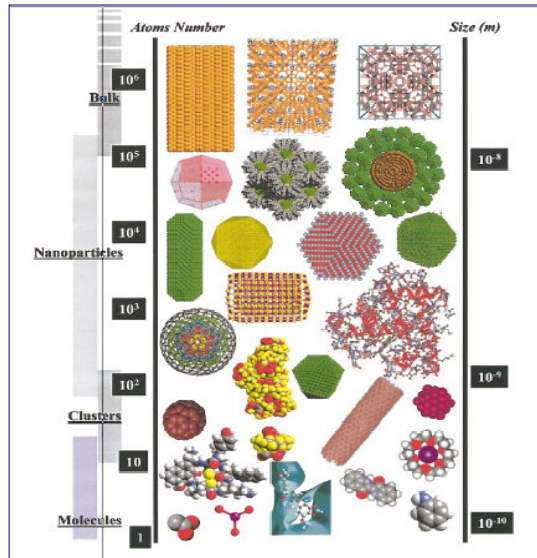 Atoms Number
Size (m)
10⁶
Bulk
10⁵
10⁻⁸
10⁴
Nanoparticles
10³
10²
10⁻⁹
Clusters
10
Molecules
1
10⁻¹⁰